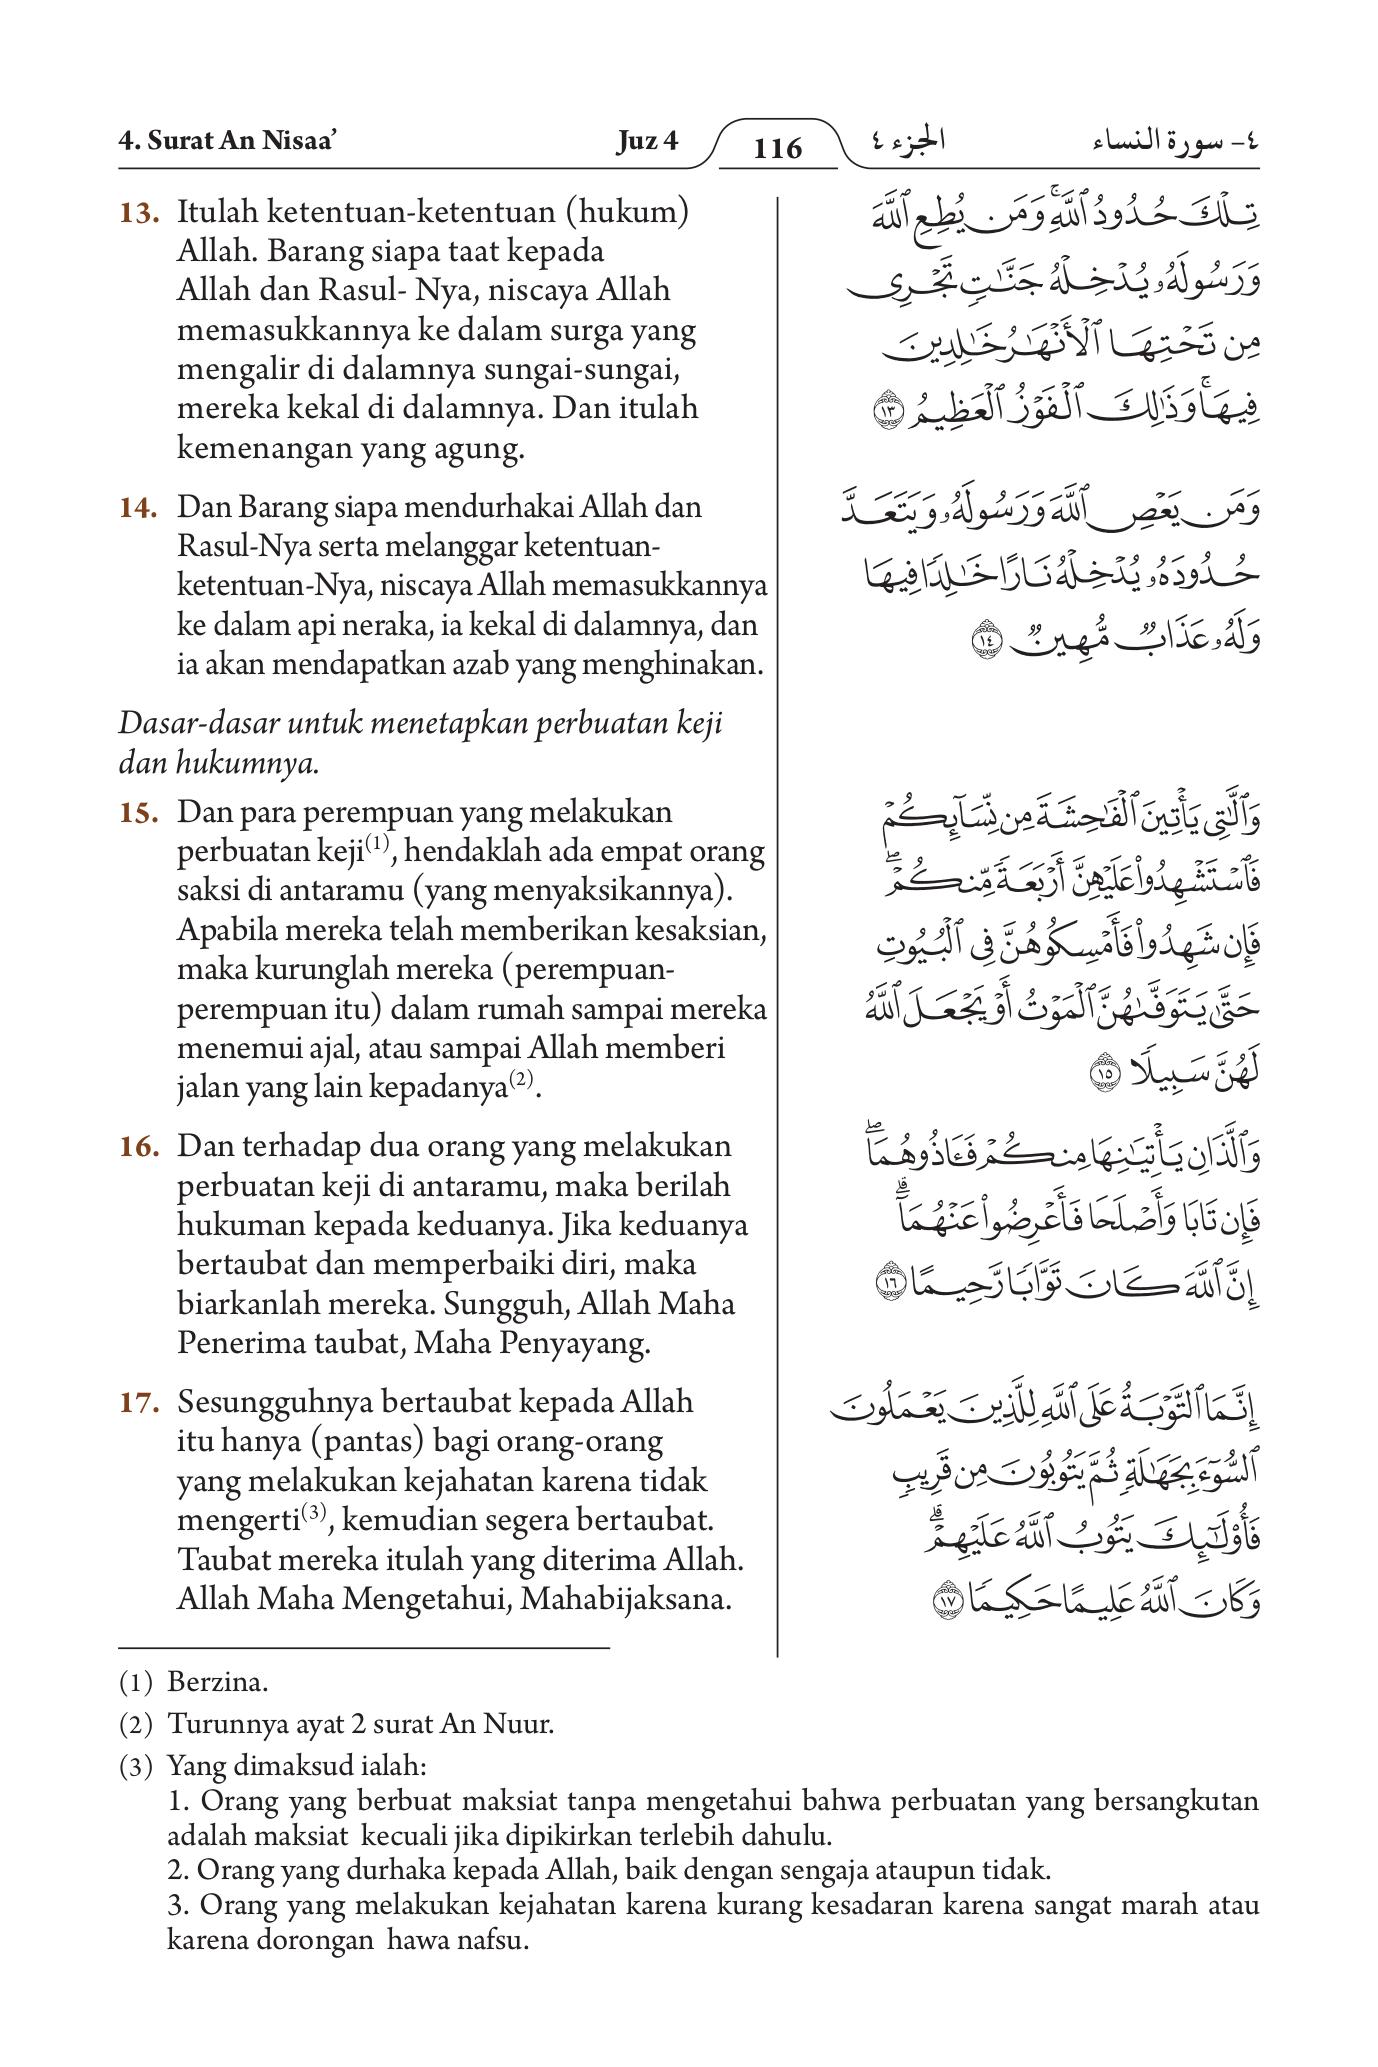 4. Surat An Nisaa’ Juz 4 116 الجزء ٤ ٤- سورة النساء
13. Itulah ketentuan-ketentuan (hukum)
Allah. Barang siapa taat kepada
Allah dan Rasul- Nya, niscaya Allah
memasukkannya ke dalam surga yang
mengalir di dalamnya sungai-sungai,
mereka kekal di dalamnya. Dan itulah
kemenangan yang agung.
تِلۡكَ حُدُودُ ٱللَّهِۚ وَمَن يُطِعِ ٱللَّهَ
وَرَسُولَهُۥ يُدۡخِلۡهُ جَنَّٰتٖ تَجۡرِي
مِن تَحۡتِهَا ٱلۡأَنۡهَٰرُ خَٰلِدِينَ
فِيهَاۚ وَذَٰلِكَ ٱلۡفَوۡزُ ٱلۡعَظِيمُ ١٣
14. Dan Barang siapa mendurhakai Allah dan
Rasul-Nya serta melanggar ketentuan-
ketentuan-Nya, niscaya Allah memasukkannya
ke dalam api neraka, ia kekal di dalamnya, dan
ia akan mendapatkan azab yang menghinakan.
وَمَن يَعۡصِ ٱللَّهَ وَرَسُولَهُۥ وَيَتَعَدَّ
حُدُودَهُۥ يُدۡخِلۡهُ نَارًا خَٰلِدٗا فِيهَا
وَلَهُۥ عَذَابٞ مُّهِينٞ ١٤
Dasar-dasar untuk menetapkan perbuatan keji
dan hukumnya.
15. Dan para perempuan yang melakukan
perbuatan keji(1), hendaklah ada empat orang
saksi di antaramu (yang menyaksikannya).
Apabila mereka telah memberikan kesaksian,
maka kurunglah mereka (perempuan-
perempuan itu) dalam rumah sampai mereka
menemui ajal, atau sampai Allah memberi
jalan yang lain kepadanya(2).
وَٱلَّٰتِي يَأۡتِينَ ٱلۡفَٰحِشَةَ مِن نِّسَآئِكُمۡ
فَٱسۡتَشۡهِدُواْ عَلَيۡهِنَّ أَرۡبَعَةٗ مِّنكُمۡۖ
فَإِن شَهِدُواْ فَأَمۡسِكُوهُنَّ فِي ٱلۡبُيُوتِ
حَتَّىٰ يَتَوَفَّىٰهُنَّ ٱلۡمَوۡتُ أَوۡ يَجۡعَلَ ٱللَّهُ
لَهُنَّ سَبِيلٗا ١٥
16. Dan terhadap dua orang yang melakukan
perbuatan keji di antaramu, maka berilah
hukuman kepada keduanya. Jika keduanya
bertaubat dan memperbaiki diri, maka
biarkanlah mereka. Sungguh, Allah Maha
Penerima taubat, Maha Penyayang.
وَٱلَّذَانِ يَأۡتِيَٰنِهَا مِنكُمۡ فَـَٔاذُوهُمَاۖ
فَإِن تَابَا وَأَصۡلَحَا فَأَعۡرِضُواْ عَنۡهُمَآۗ
إِنَّ ٱللَّهَ كَانَ تَوَّابٗا رَّحِيمًا ١٦
17. Sesungguhnya bertaubat kepada Allah
itu hanya (pantas) bagi orang-orang
yang melakukan kejahatan karena tidak
mengerti(3), kemudian segera bertaubat.
Taubat mereka itulah yang diterima Allah.
Allah Maha Mengetahui, Mahabijaksana.
إِنَّمَا ٱلتَّوۡبَةُ عَلَى ٱللَّهِ لِلَّذِينَ يَعۡمَلُونَ
ٱلسُّوٓءَ بِجَهَٰلَةٖ ثُمَّ يَتُوبُونَ مِن قَرِيبٖ
فَأُوْلَٰٓئِكَ يَتُوبُ ٱللَّهُ عَلَيۡهِمۡۗ
وَكَانَ ٱللَّهُ عَلِيمًا حَكِيمٗا ١٧
(1) Berzina.
(2) Turunnya ayat 2 surat An Nuur.
(3) Yang dimaksud ialah:
1. Orang yang berbuat maksiat tanpa mengetahui bahwa perbuatan yang bersangkutan
adalah maksiat kecuali jika dipikirkan terlebih dahulu.
2. Orang yang durhaka kepada Allah, baik dengan sengaja ataupun tidak.
3. Orang yang melakukan kejahatan karena kurang kesadaran karena sangat marah atau
karena dorongan hawa nafsu.